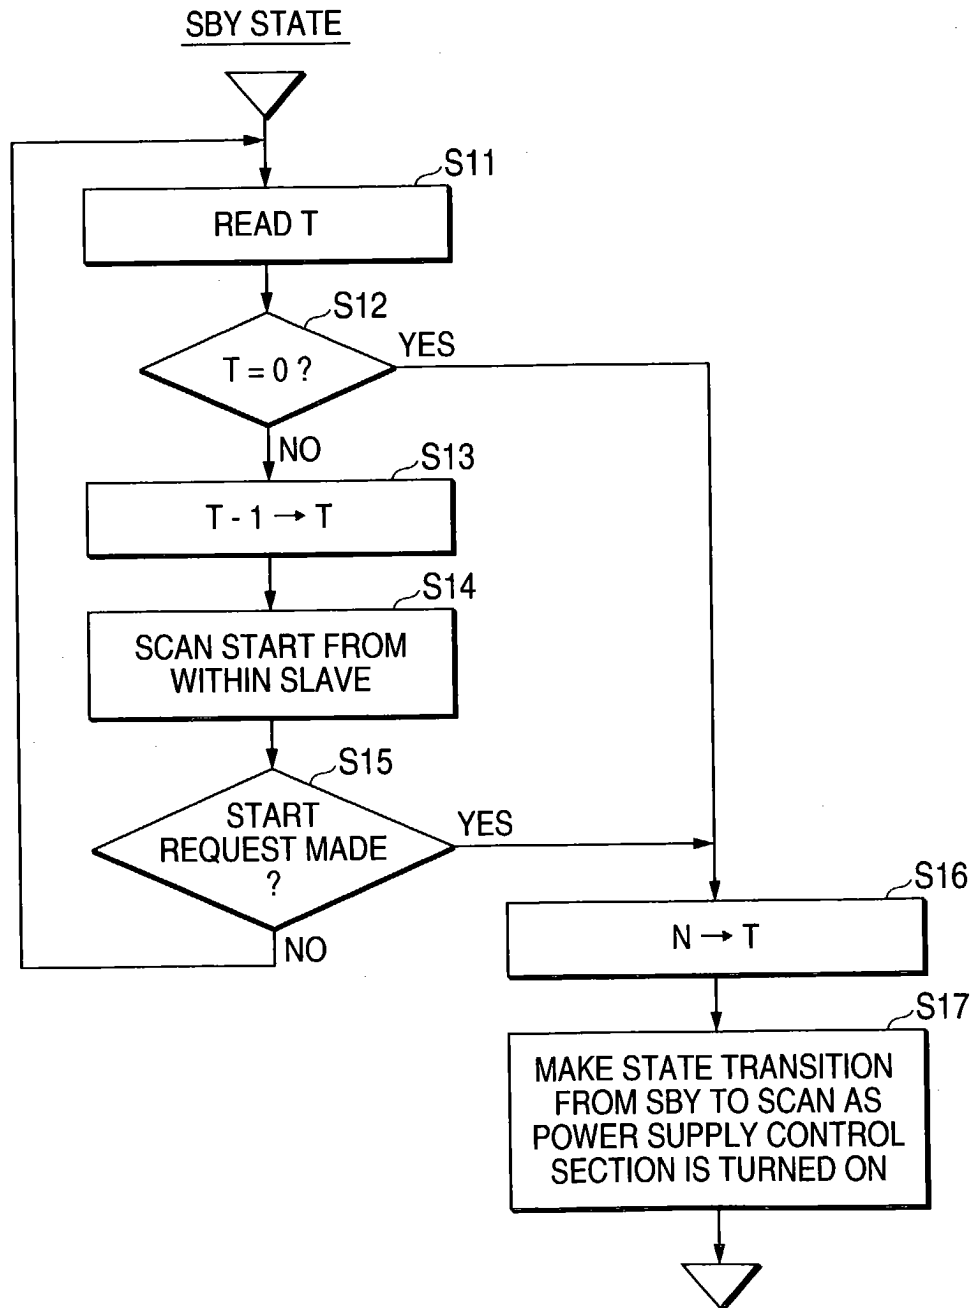 SBY STATE
S11
READ T
S12
T = 0 ?
YES
NO
S13
T - 1 → T
S14
SCAN START FROM
WITHIN SLAVE
S15
START
REQUEST MADE
?
YES
NO
S16
N → T
S17
MAKE STATE TRANSITION
FROM SBY TO SCAN AS
POWER SUPPLY CONTROL
SECTION IS TURNED ON